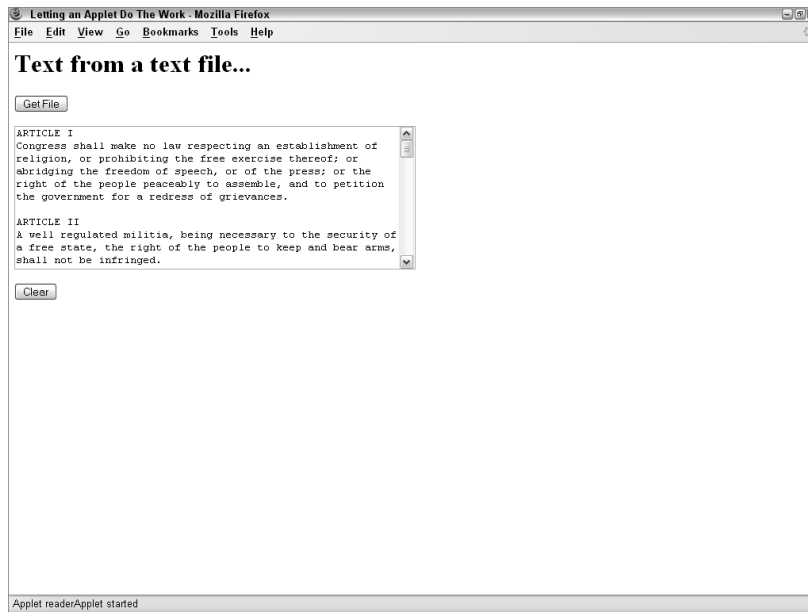 Letting an Applet Do The Work - Mozilla Firefox
File Edit View Go Bookmarks Tools Help
Text from a text file...
Get File
ARTICLE I
Congress shall make no law respecting an establishment of
religion, or prohibiting the free exercise thereof; or
abridging the freedom of speech, or of the press; or the
right of the people peaceably to assemble, and to petition
the government for a redress of grievances.
ARTICLE II
A well regulated militia, being necessary to the security of
a free state, the right of the people to keep and bear arms,
shall not be infringed.
Clear
Applet readerApplet started